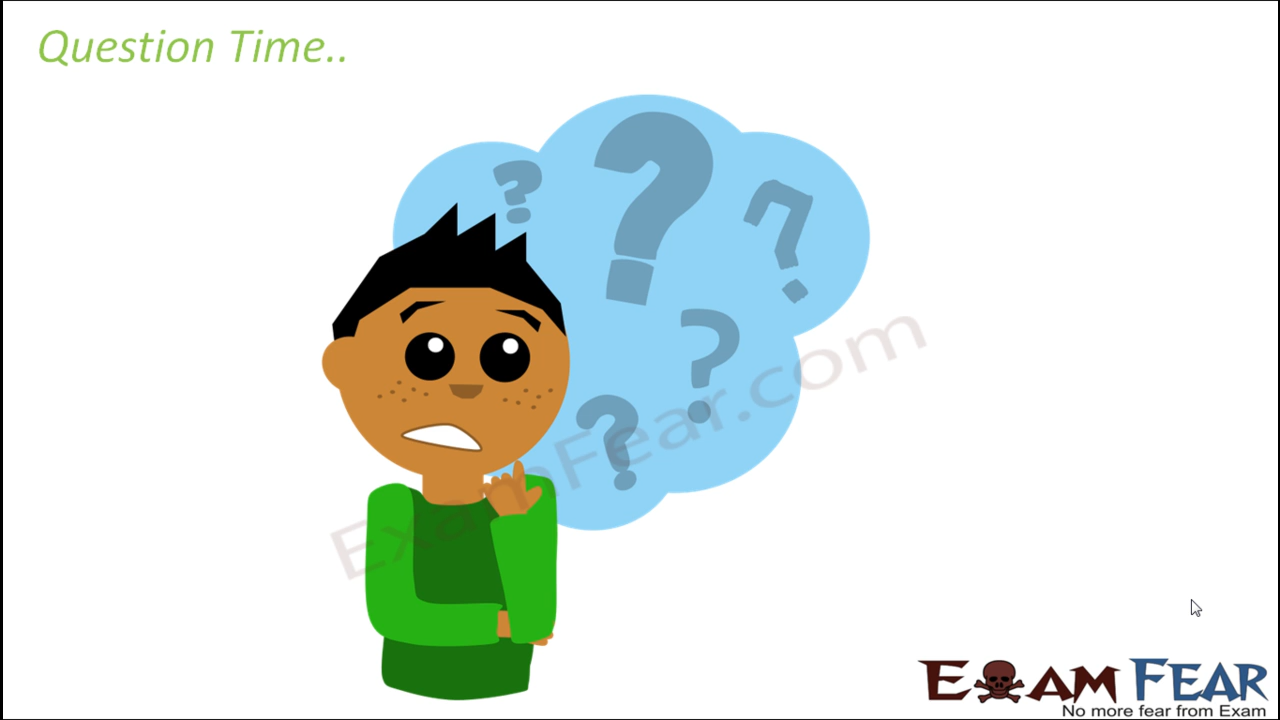 Question Time..
? ? ?
?
?
ExamFear.com
EXAM FEAR
No more fear from Exam